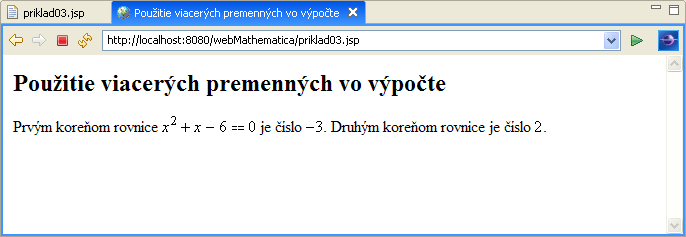 priklad03.jsp
Použitie viacerých premenných vo výpočte
http://localhost:8080/webMathematica/priklad03.jsp
Použitie viacerých premenných vo výpočte
Prvým koreňom rovnice x² + x − 6 == 0 je číslo −3. Druhým koreňom rovnice je číslo 2.